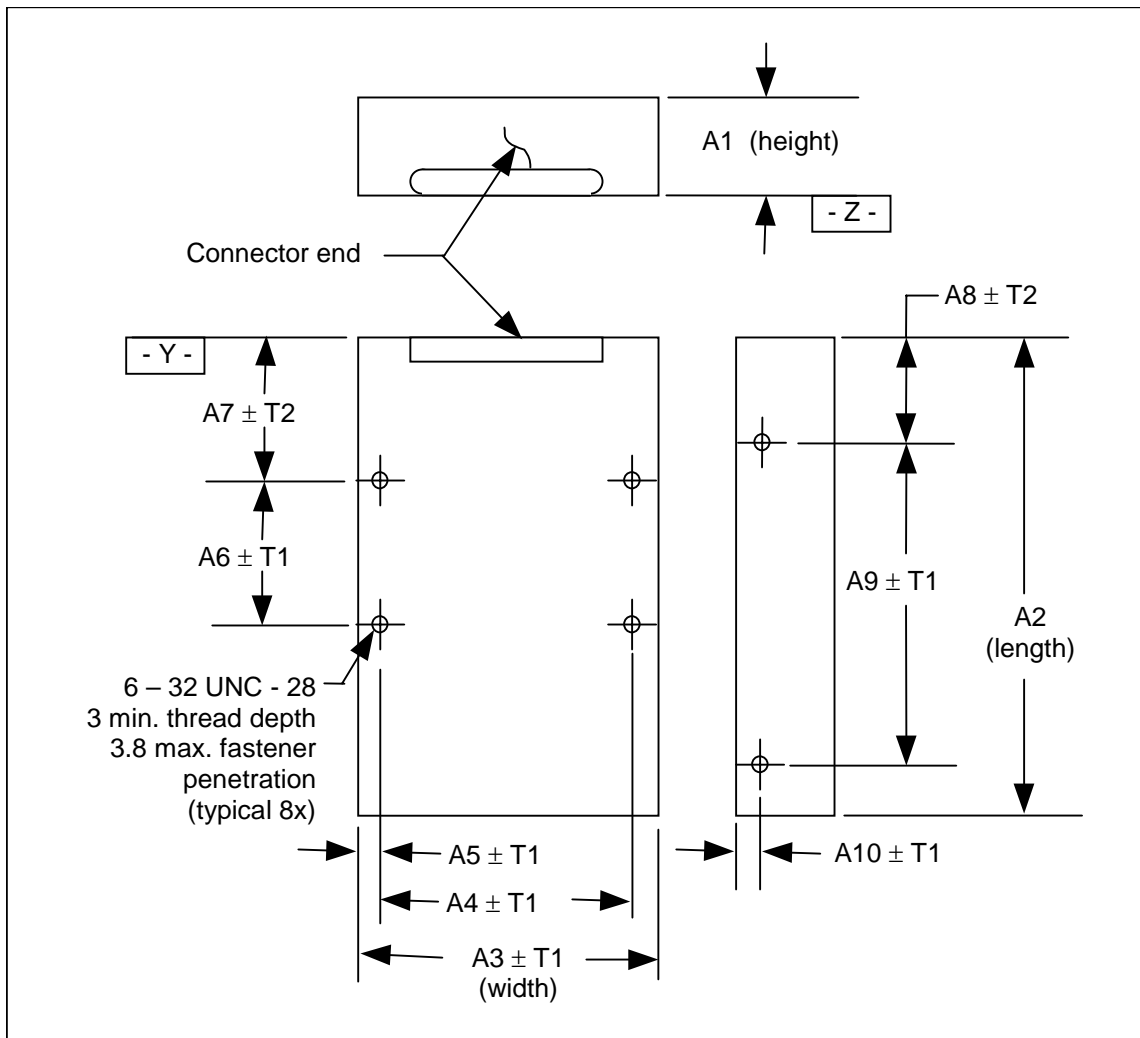 A1 (height)
- Z -
Connector end
A8 ± T2
- Y -
A7 ± T2
A6 ± T1
A9 ± T1
A2
(length)
6 – 32 UNC - 28
3 min. thread depth
3.8 max. fastener
penetration
(typical 8x)
A5 ± T1
A10 ± T1
A4 ± T1
A3 ± T1
(width)